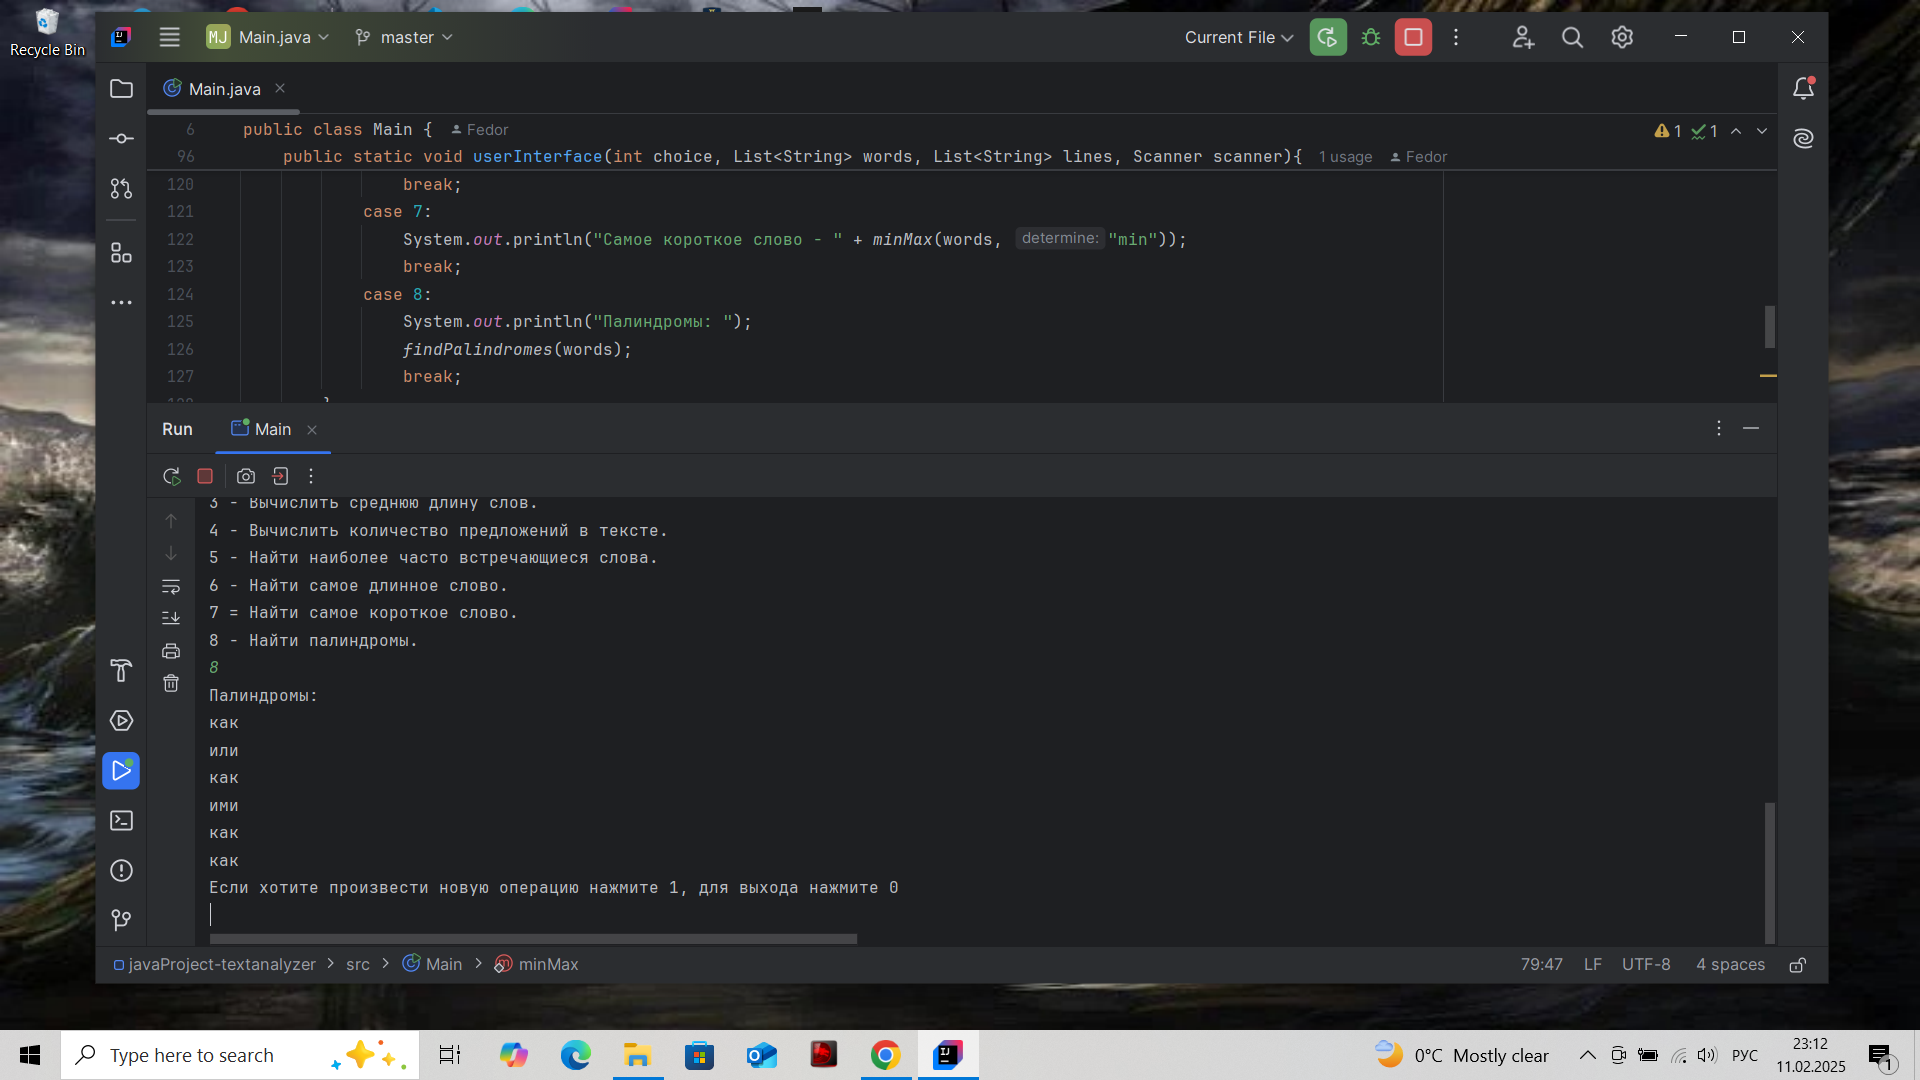 Recycle Bin
MJ Main.java
master
Current File
Main.java
6 public class Main { Fedor
96 public static void userInterface(int choice, List<String> words, List<String> lines, Scanner scanner){ 1 usage Fedor
1 1
120 break;
121 case 7:
122 System.out.println("Самое короткое слово - " + minMax(words, determine: "min"));
123 break;
124 case 8:
125 System.out.println("Палиндромы: ");
126 findPalindromes(words);
127 break;
Run Main
3 - Вычислить среднюю длину слов.
4 - Вычислить количество предложений в тексте.
5 - Найти наиболее часто встречающиеся слова.
6 - Найти самое длинное слово.
7 = Найти самое короткое слово.
8 - Найти палиндромы.
8
Палиндромы:
как
или
как
ими
как
как
Если хотите произвести новую операцию нажмите 1, для выхода нажмите 0
javaProject-textanalyzer > src > Main > minMax
79:47 LF UTF-8 4 spaces
Type here to search
0°C Mostly clear
РУС
23:12
11.02.2025
1